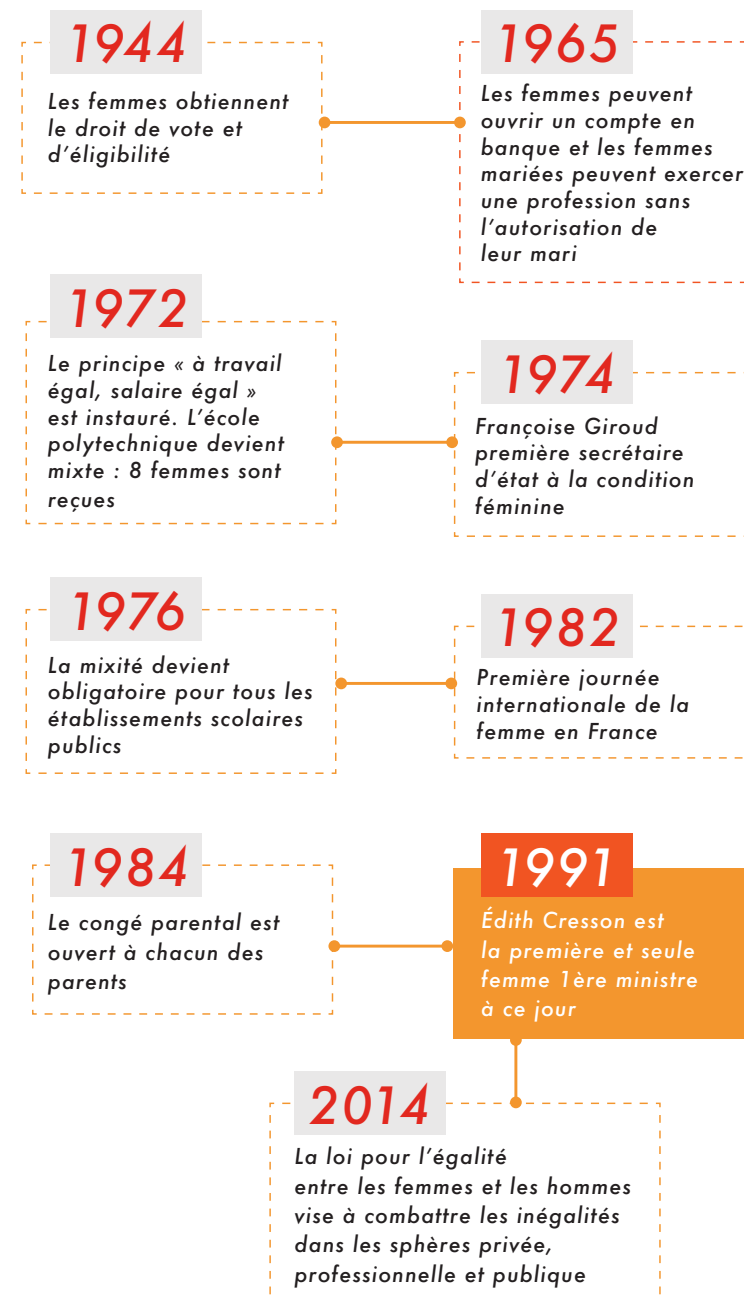 1944
Les femmes obtiennent
le droit de vote et
d'éligibilité
1965
Les femmes peuvent
ouvrir un compte en
banque et les femmes
mariées peuvent exercer
une profession sans
l'autorisation de
leur mari
1972
Le principe « à travail
égal, salaire égal »
est instauré. L'école
polytechnique devient
mixte : 8 femmes sont
reçues
1974
Françoise Giroud
première secrétaire
d'état à la condition
féminine
1976
La mixité devient
obligatoire pour tous les
établissements scolaires
publics
1982
Première journée
internationale de la
femme en France
1984
Le congé parental est
ouvert à chacun des
parents
1991
Édith Cresson est
la première et seule
femme 1ère ministre
à ce jour
2014
La loi pour l'égalité
entre les femmes et les hommes
vise à combattre les inégalités
dans les sphères privée,
professionnelle et publique